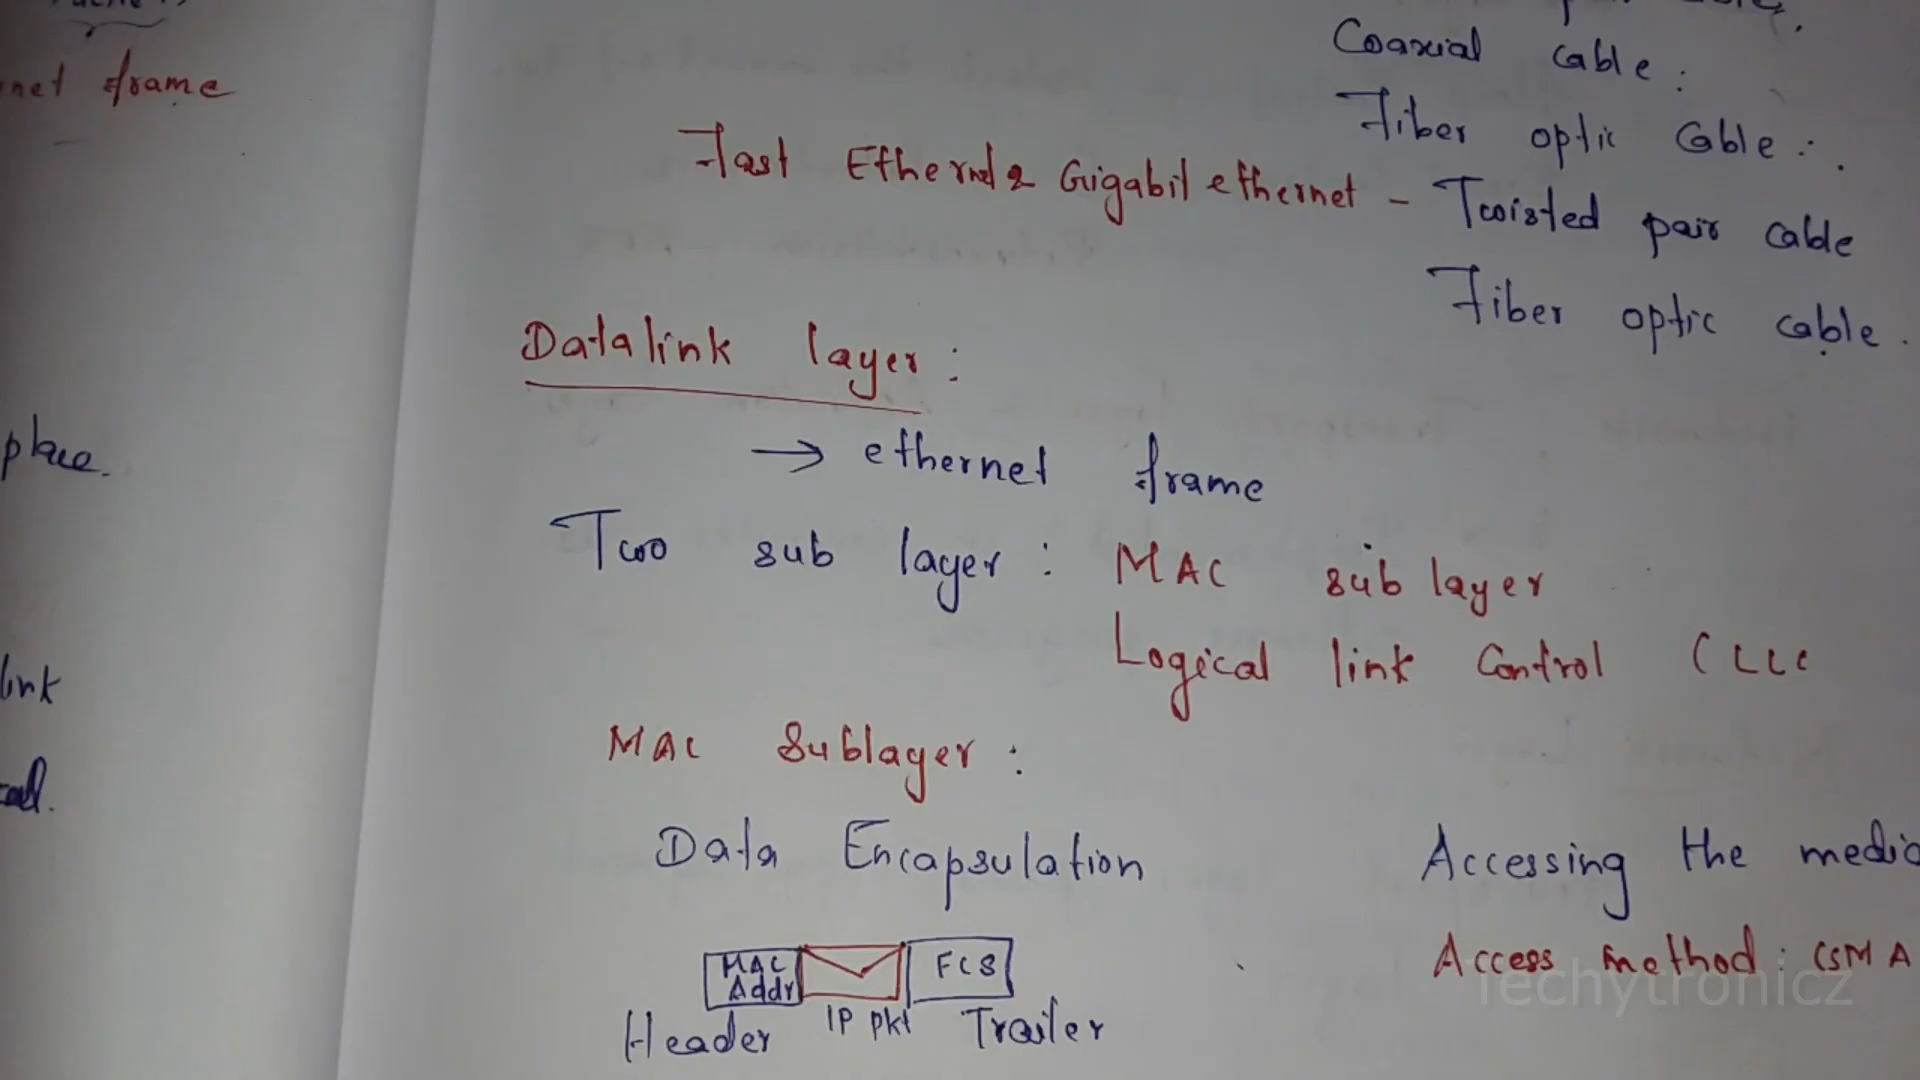 frame
place.
link
Coaxial cable :
Fiber optic cable :
Fast Ethernet & Gigabit ethernet - Twisted pair cable
Fiber optic cable.
Datalink layer :
→ ethernet frame
Two sub layer : MAC sub layer
Logical link Control (LLC
MAC Sublayer :
Data Encapsulation
Accessing the media
Access method : CSMA
MAC Addr
FCS
Header IP pkt Trailer
Techytronicz